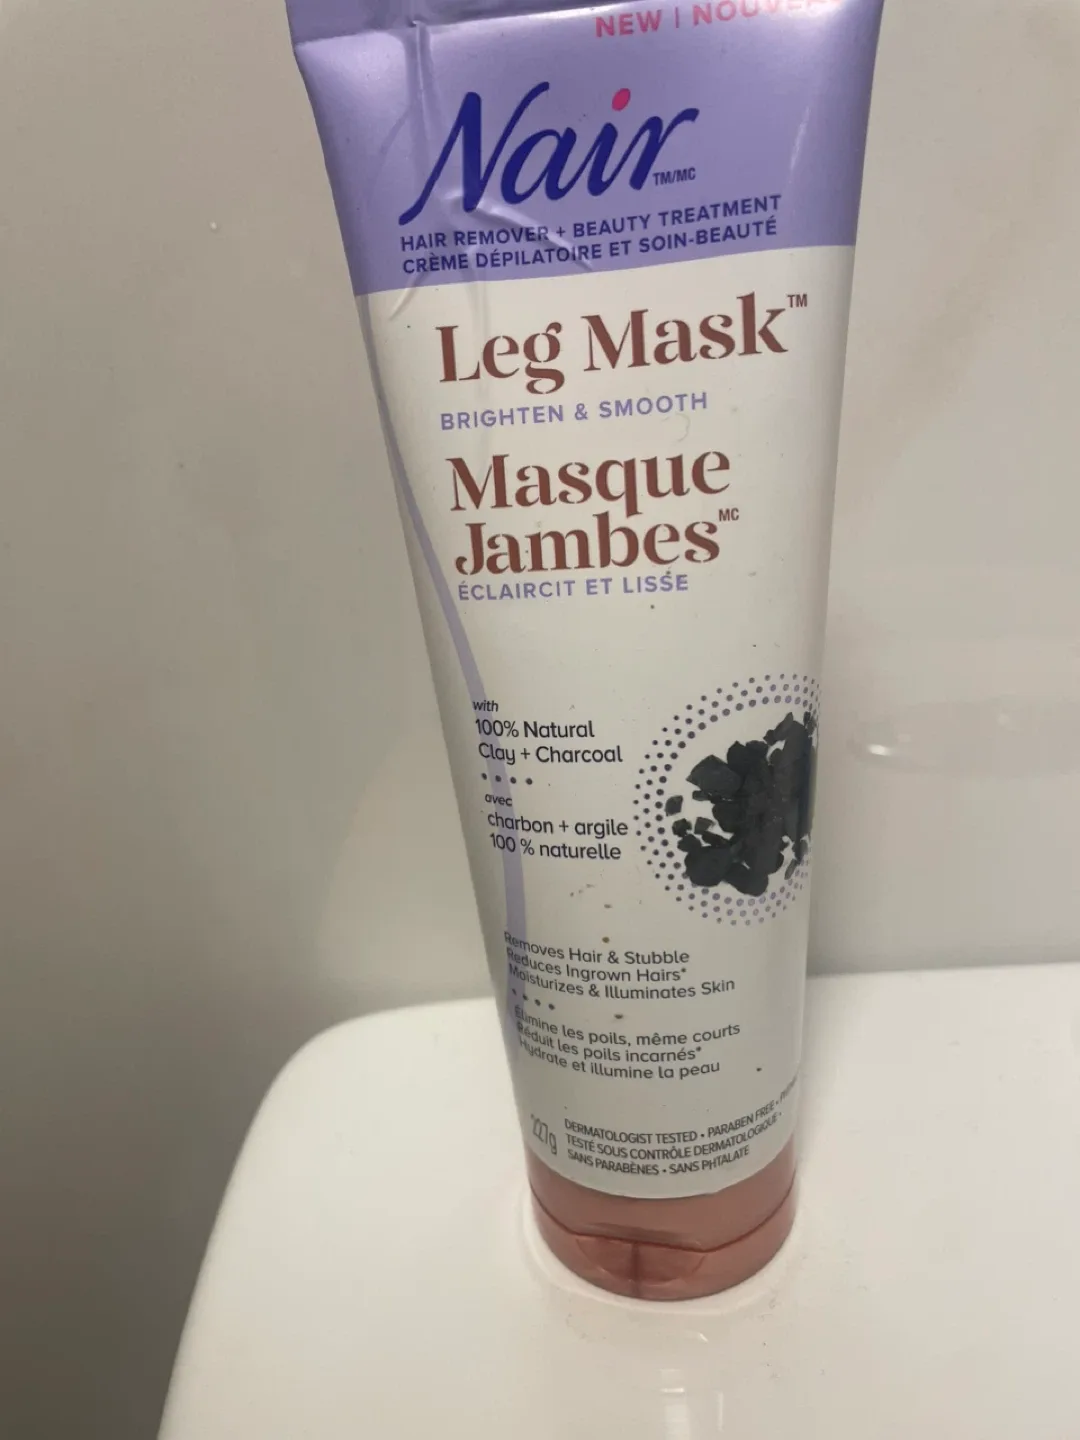 NEW | NOUVEAU
Nair TM/MC
HAIR REMOVER + BEAUTY TREATMENT
CRÈME DÉPILATOIRE ET SOIN-BEAUTÉ
Leg Mask™
BRIGHTEN & SMOOTH
Masque
Jambes MC
ÉCLAIRCIT ET LISSE
with
100% Natural
Clay + Charcoal
avec
charbon + argile
100 % naturelle
Removes Hair & Stubble
Reduces Ingrown Hairs*
Moisturizes & Illuminates Skin
Élimine les poils, même courts
Réduit les poils incarnés*
Hydrate et illumine la peau
227g
DERMATOLOGIST TESTED • PARABEN FREE •
TESTÉ SOUS CONTRÔLE DERMATOLOGIQUE •
SANS PARABÈNES • SANS PHTALATE